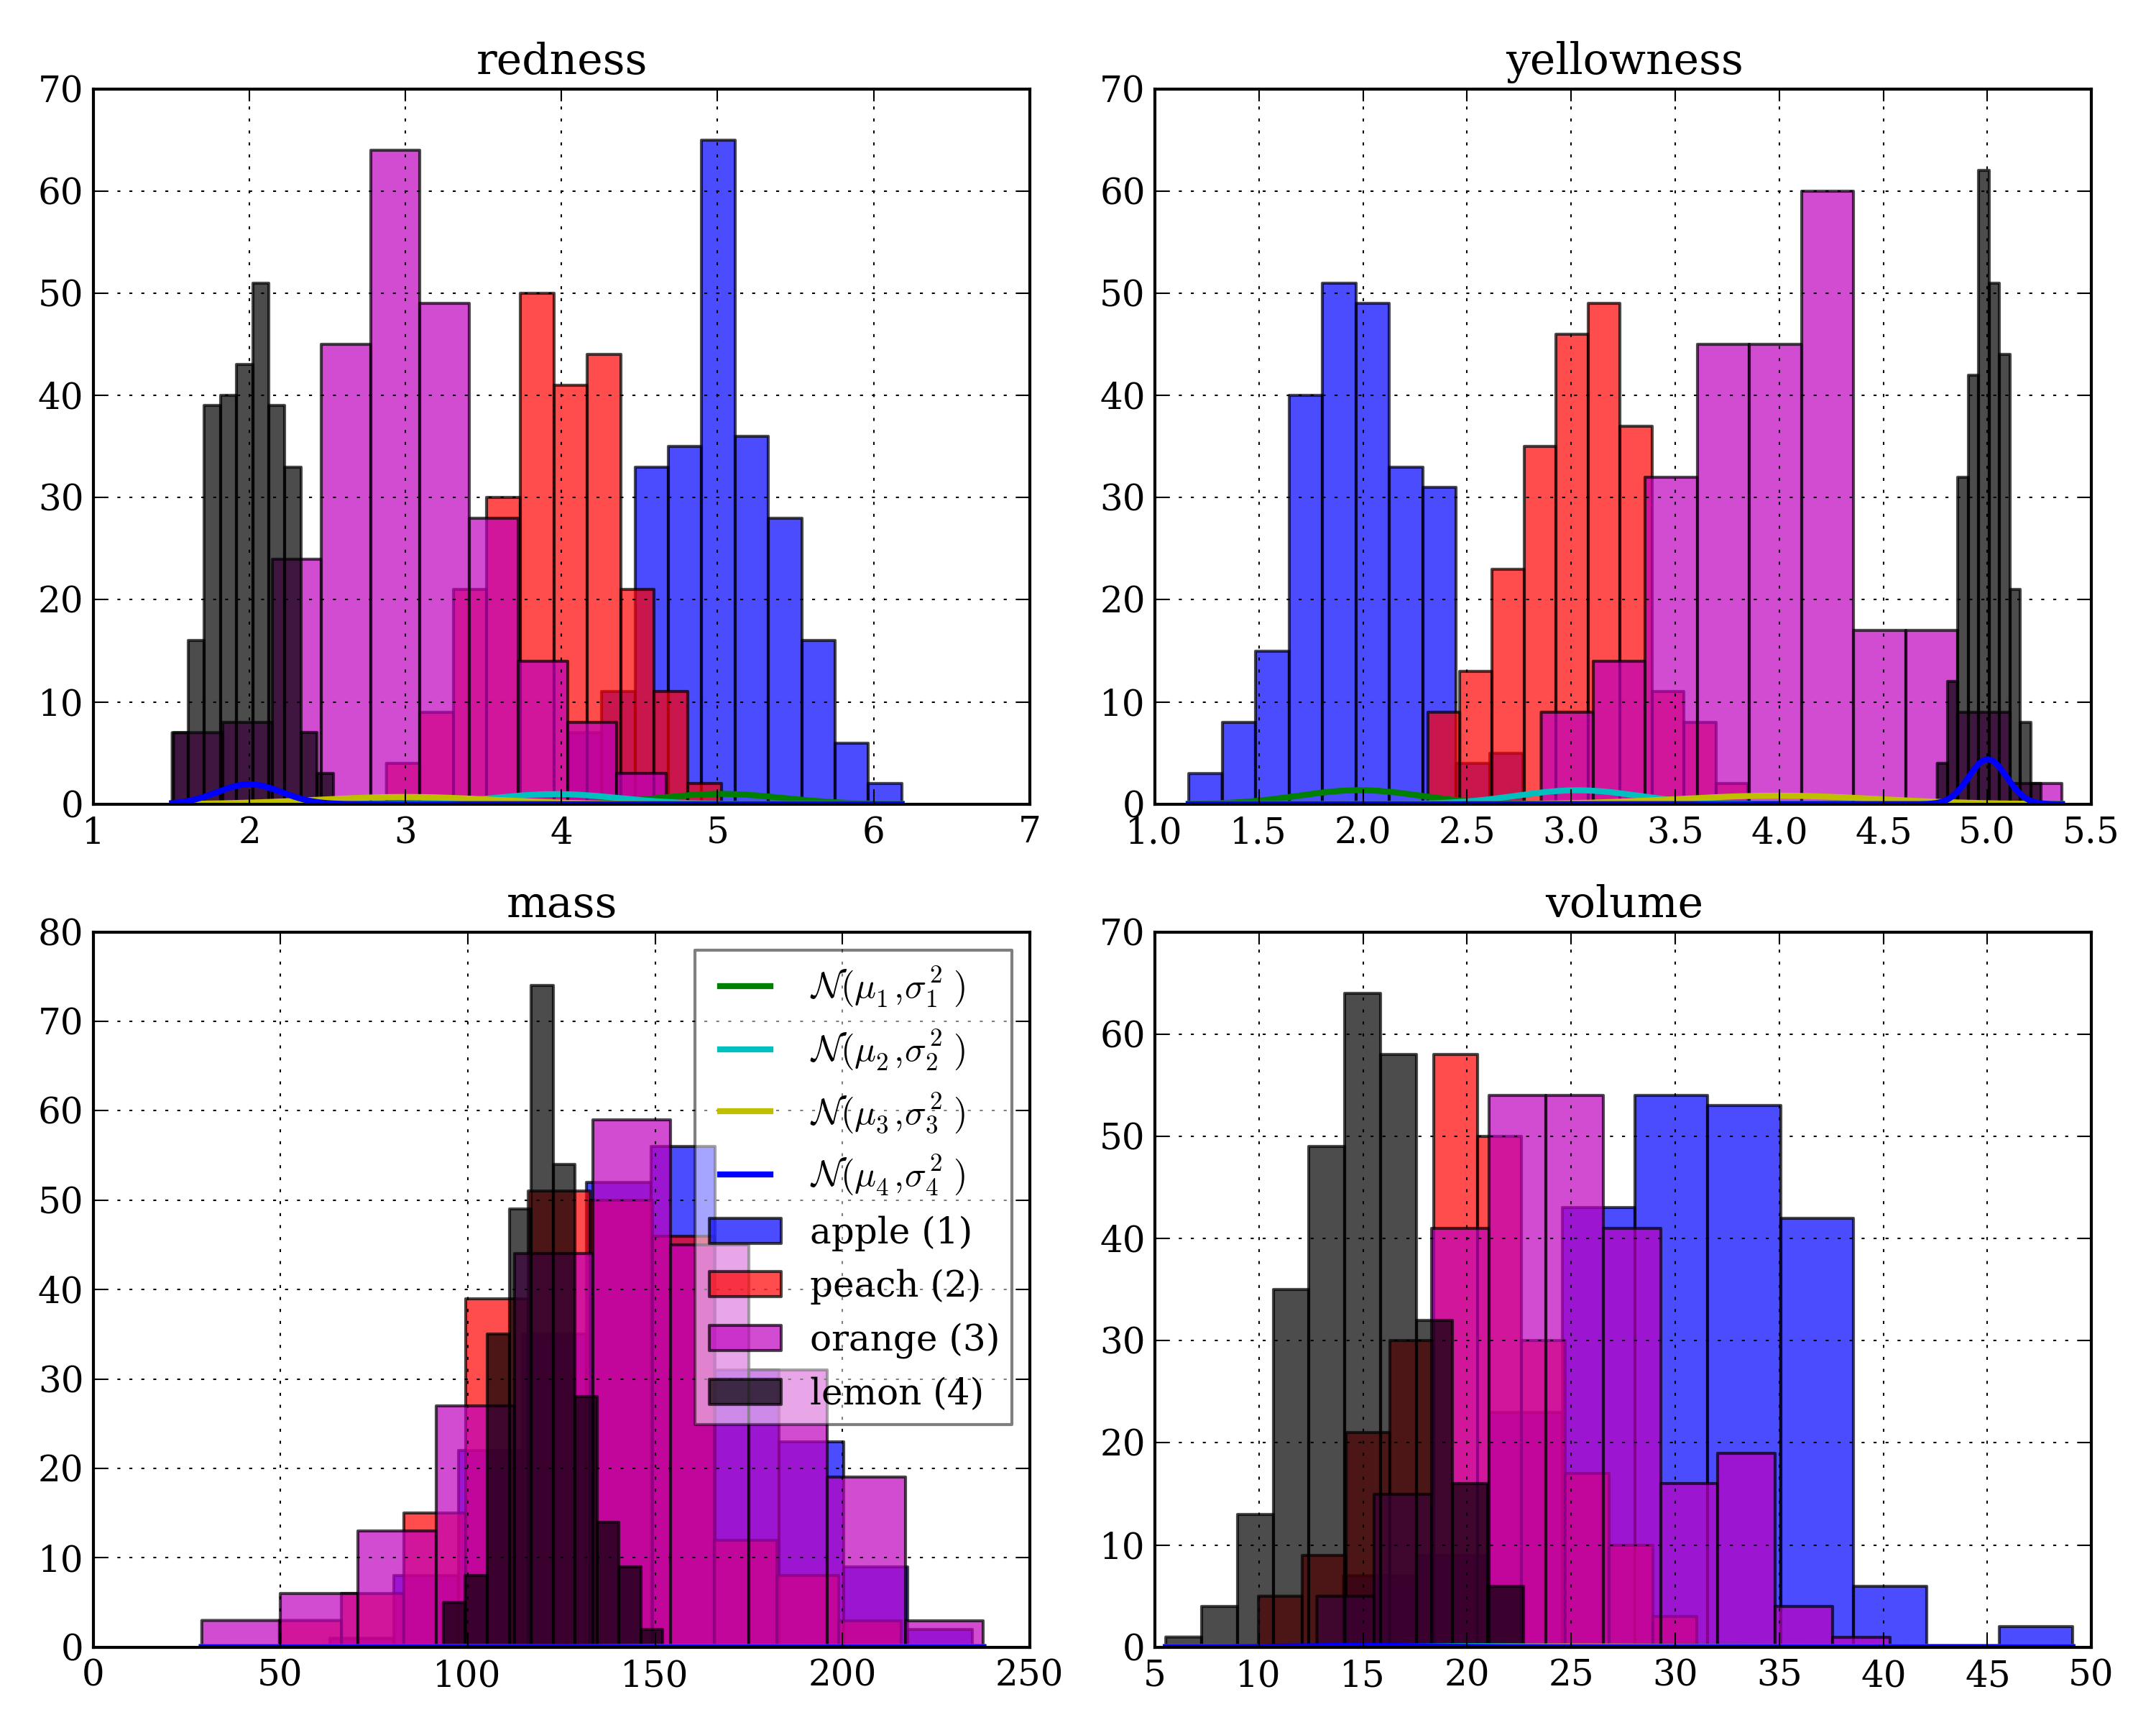 redness
70
60
50
40
30
20
10
0
1 2 3 4 5 6 7
yellowness
70
60
50
40
30
20
10
0
1.0 1.5 2.0 2.5 3.0 3.5 4.0 4.5 5.0 5.5
mass
80
70
60
50
40
30
20
10
0
0 50 100 150 200 250
𝒩(μ₁,σ₁²)
𝒩(μ₂,σ₂²)
𝒩(μ₃,σ₃²)
𝒩(μ₄,σ₄²)
apple (1)
peach (2)
orange (3)
lemon (4)
volume
70
60
50
40
30
20
10
0
5 10 15 20 25 30 35 40 45 50